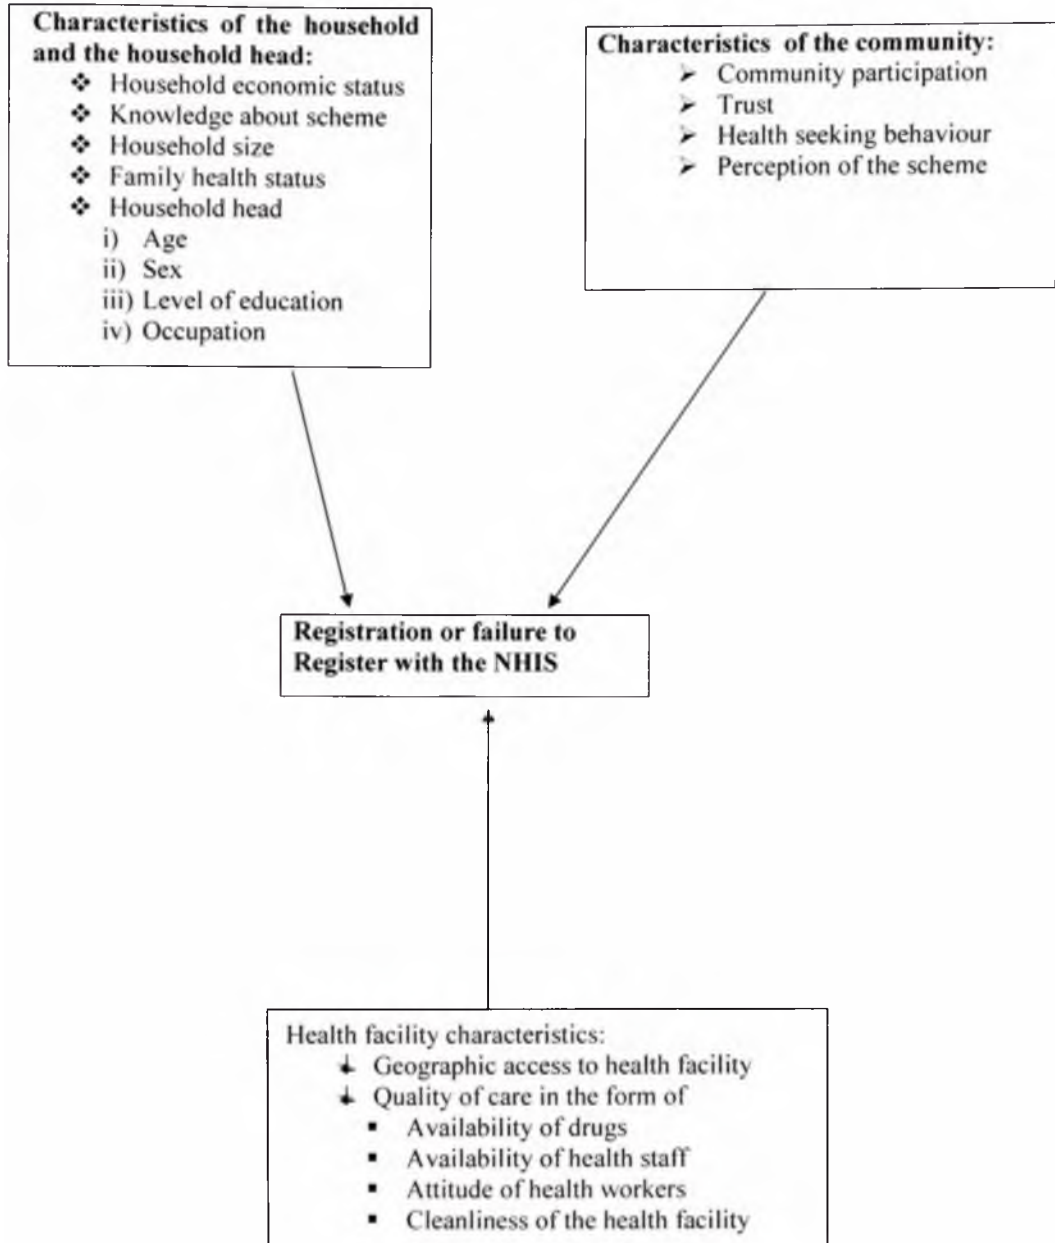 Characteristics of the household
and the household head:
❖ Household economic status
❖ Knowledge about scheme
❖ Household size
❖ Family health status
❖ Household head
i) Age
ii) Sex
iii) Level of education
iv) Occupation
Characteristics of the community:
➢ Community participation
➢ Trust
➢ Health seeking behaviour
➢ Perception of the scheme
Registration or failure to
Register with the NHIS
Health facility characteristics:
Geographic access to health facility
Quality of care in the form of
▪ Availability of drugs
▪ Availability of health staff
▪ Attitude of health workers
▪ Cleanliness of the health facility